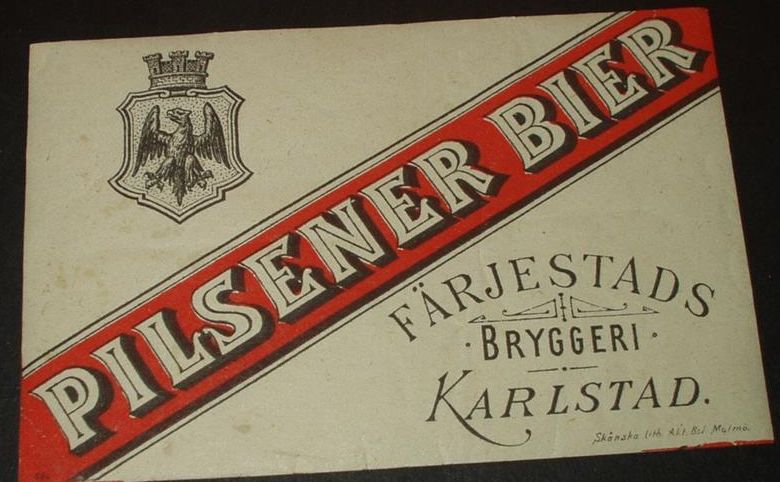 PILSENER BIER
FÄRJESTADS
BRYGGERI
KARLSTAD.
Skånska Lith. Akt. Bol. Malmö.